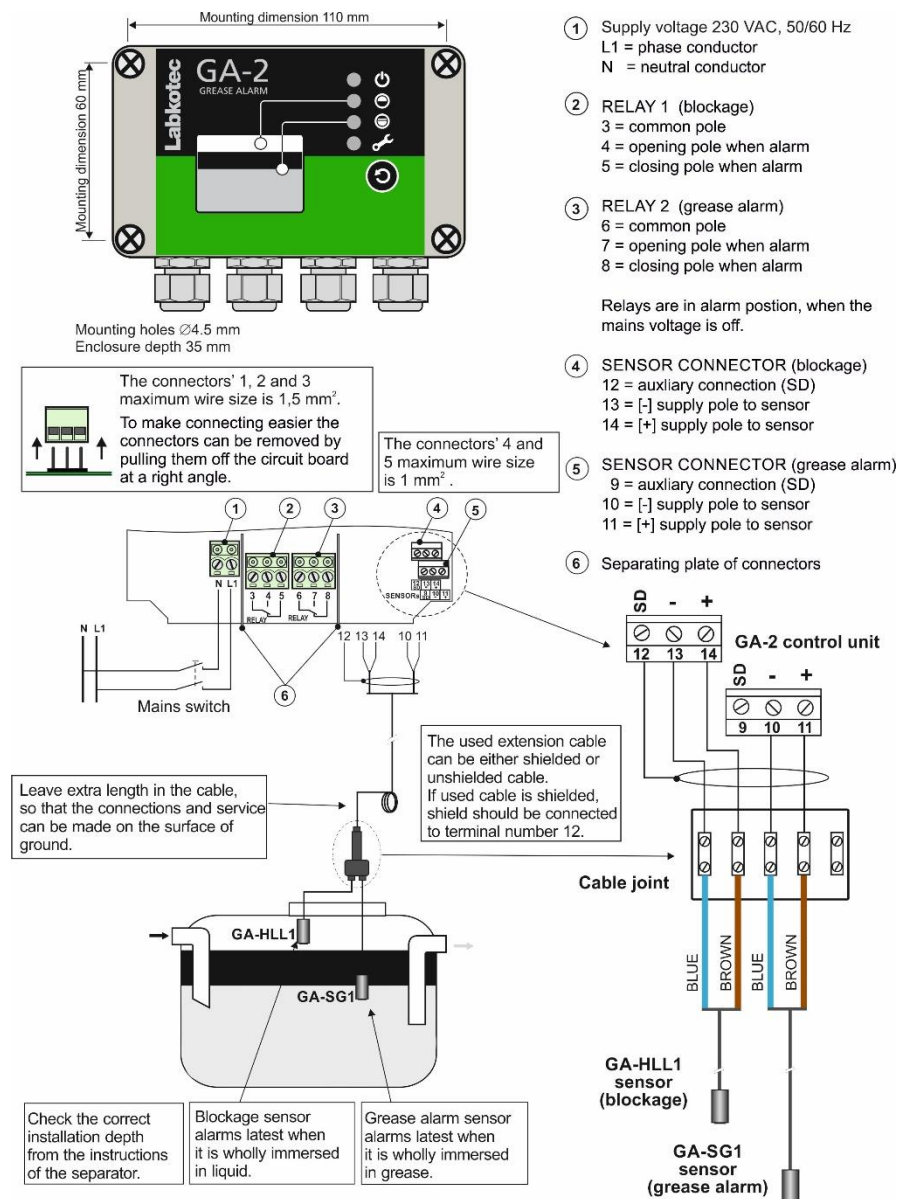 Mounting dimension 110 mm
Mounting dimension 60 mm
Labkotec
GA-2
GREASE ALARM
Mounting holes ∅4.5 mm
Enclosure depth 35 mm
1 Supply voltage 230 VAC, 50/60 Hz
L1 = phase conductor
N = neutral conductor
2 RELAY 1 (blockage)
3 = common pole
4 = opening pole when alarm
5 = closing pole when alarm
3 RELAY 2 (grease alarm)
6 = common pole
7 = opening pole when alarm
8 = closing pole when alarm
Relays are in alarm postion, when the
mains voltage is off.
4 SENSOR CONNECTOR (blockage)
12 = auxliary connection (SD)
13 = [-] supply pole to sensor
14 = [+] supply pole to sensor
5 SENSOR CONNECTOR (grease alarm)
9 = auxliary connection (SD)
10 = [-] supply pole to sensor
11 = [+] supply pole to sensor
6 Separating plate of connectors
The connectors' 1, 2 and 3
maximum wire size is 1,5 mm².
To make connecting easier the
connectors can be removed by
pulling them off the circuit board
at a right angle.
The connectors' 4 and
5 maximum wire size
is 1 mm² .
1 2 3 4 5
N L1
3 4 5
RELAY
6 7 8
RELAY
SENSORs
12 13 14
SD - +
10 11
12 13 14 10 11
N L1
Mains switch
6
SD - +
12 13 14
GA-2 control unit
SD - +
9 10 11
The used extension cable
can be either shielded or
unshielded cable.
If used cable is shielded,
shield should be connected
to terminal number 12.
Leave extra length in the cable,
so that the connections and service
can be made on the surface of
ground.
Cable joint
GA-HLL1
GA-SG1
BLUE
BROWN
BLUE
BROWN
GA-HLL1
sensor
(blockage)
GA-SG1
sensor
(grease alarm)
Check the correct
installation depth
from the instructions
of the separator.
Blockage sensor
alarms latest when
it is wholly immersed
in liquid.
Grease alarm sensor
alarms latest when
it is wholly immersed
in grease.